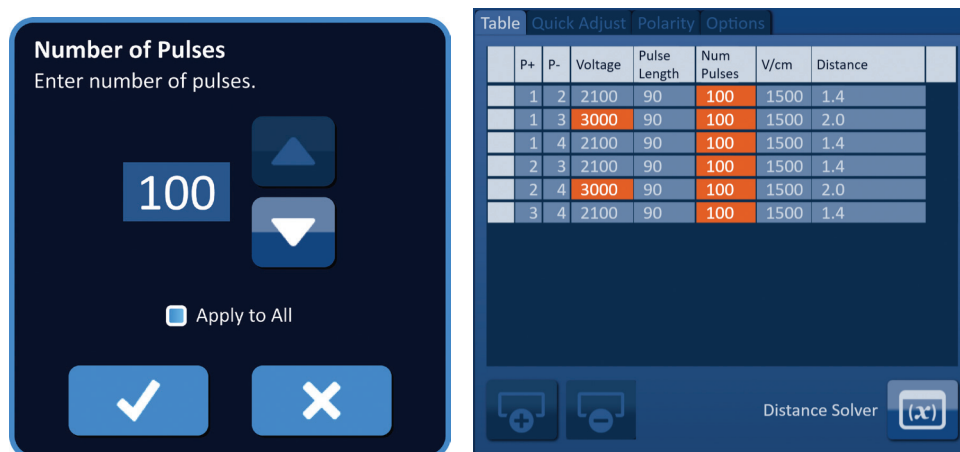 Number of Pulses
Enter number of pulses.
100
Apply to All
Table Quick Adjust Polarity Options
P+ P- Voltage Pulse Length Num Pulses V/cm Distance
1 2 2100 90 100 1500 1.4
1 3 3000 90 100 1500 2.0
1 4 2100 90 100 1500 1.4
2 3 2100 90 100 1500 1.4
2 4 3000 90 100 1500 2.0
3 4 2100 90 100 1500 1.4
Distance Solver (x)